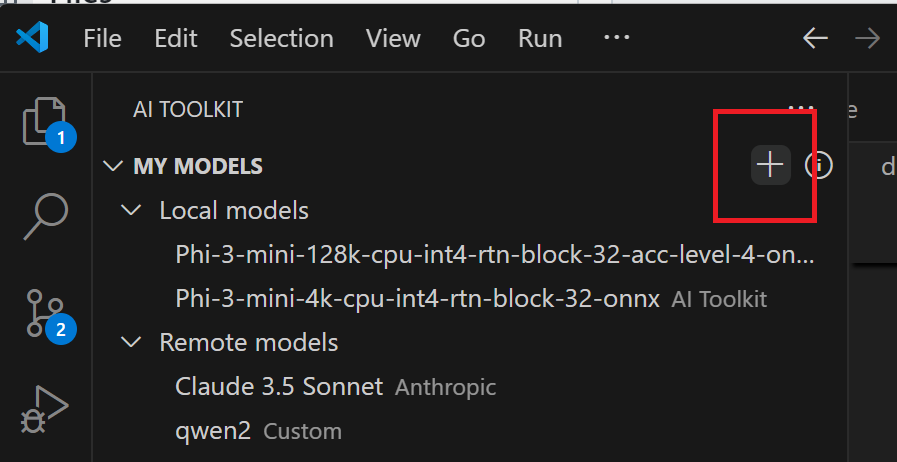 File Edit Selection View Go Run ···
1
AI TOOLKIT ···
MY MODELS
Local models
Phi-3-mini-128k-cpu-int4-rtn-block-32-acc-level-4-on...
Phi-3-mini-4k-cpu-int4-rtn-block-32-onnx AI Toolkit
2
Remote models
Claude 3.5 Sonnet Anthropic
qwen2 Custom